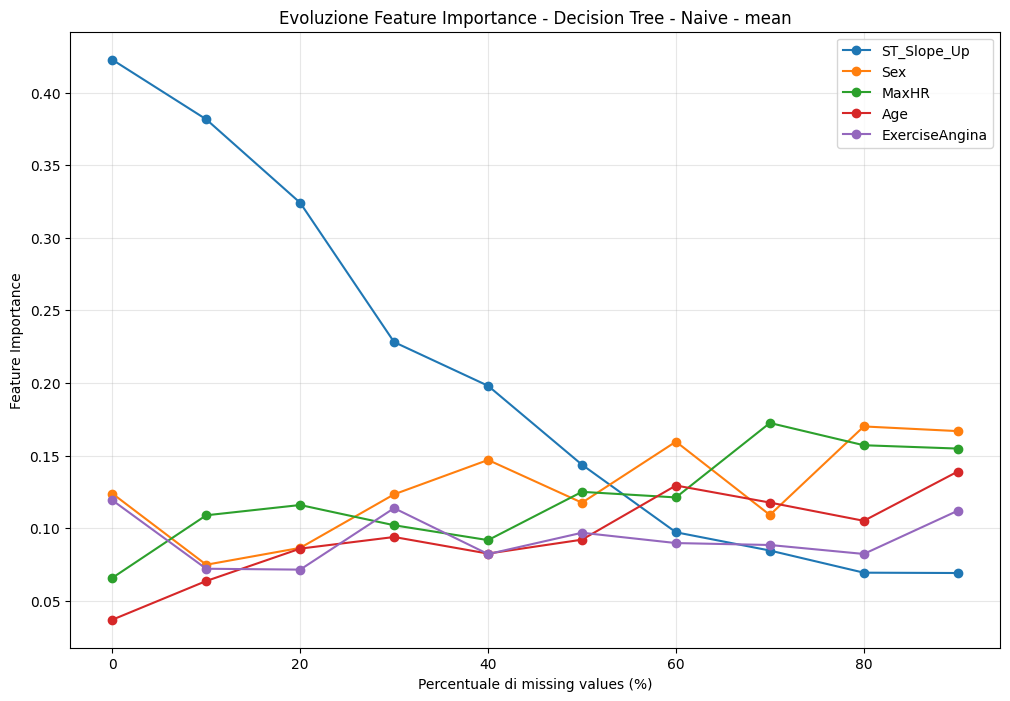 Evoluzione Feature Importance - Decision Tree - Naive - mean
ST_Slope_Up
Sex
MaxHR
Age
ExerciseAngina
Feature Importance
0.40
0.35
0.30
0.25
0.20
0.15
0.10
0.05
0
20
40
60
80
Percentuale di missing values (%)